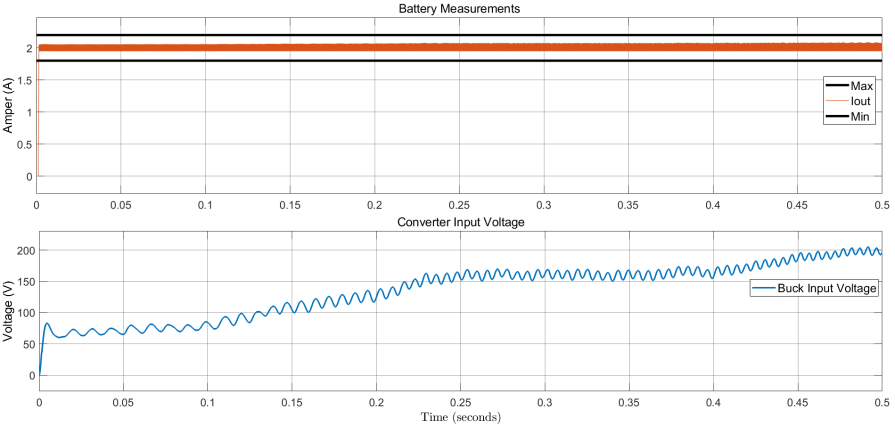 Battery Measurements
Amper (A)
2
1.5
1
0.5
0
Max
Iout
Min
0 0.05 0.1 0.15 0.2 0.25 0.3 0.35 0.4 0.45 0.5
Converter Input Voltage
Voltage (V)
200
150
100
50
0
Buck Input Voltage
0 0.05 0.1 0.15 0.2 0.25 0.3 0.35 0.4 0.45 0.5
Time (seconds)